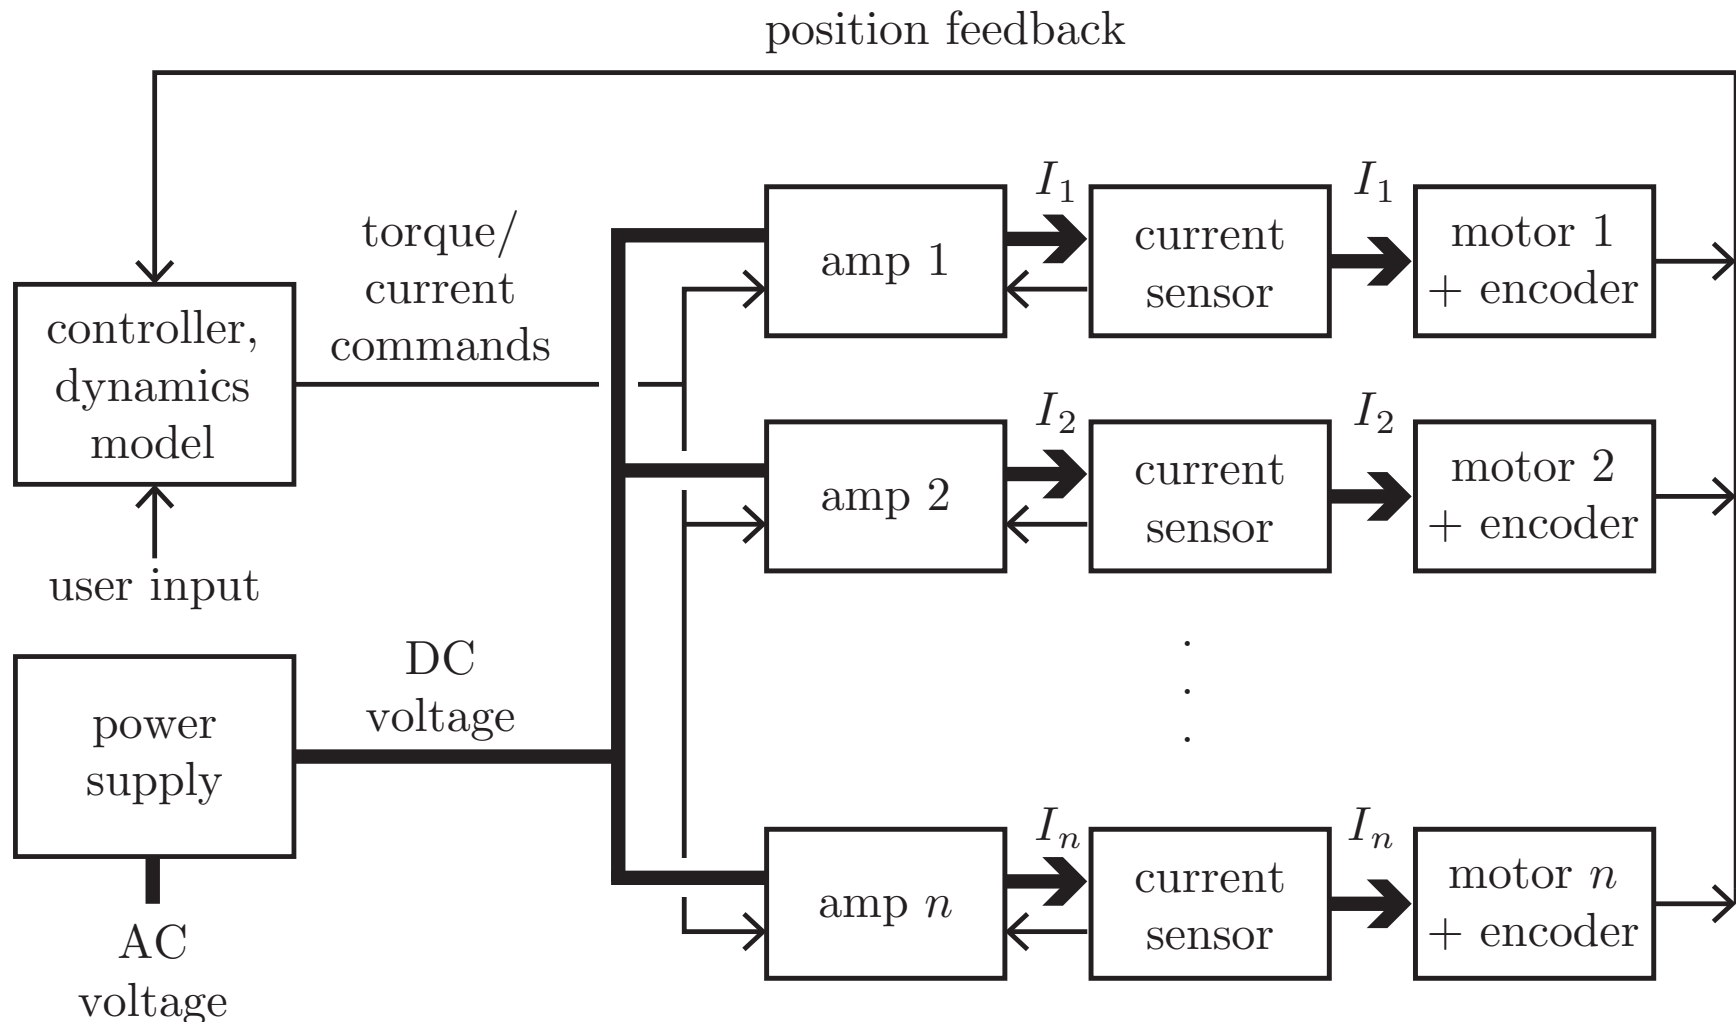 position feedback
torque/
current
commands
controller,
dynamics
model
user input
power
supply
AC
voltage
DC
voltage
amp 1
I₁
current
sensor
I₁
motor 1
+ encoder
amp 2
I₂
current
sensor
I₂
motor 2
+ encoder
.
.
.
amp n
Iₙ
current
sensor
Iₙ
motor n
+ encoder